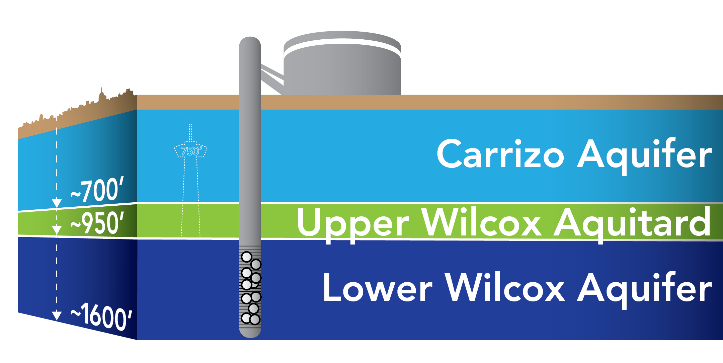 Carrizo Aquifer
~700’
Upper Wilcox Aquitard
~950’
Lower Wilcox Aquifer
~1600’